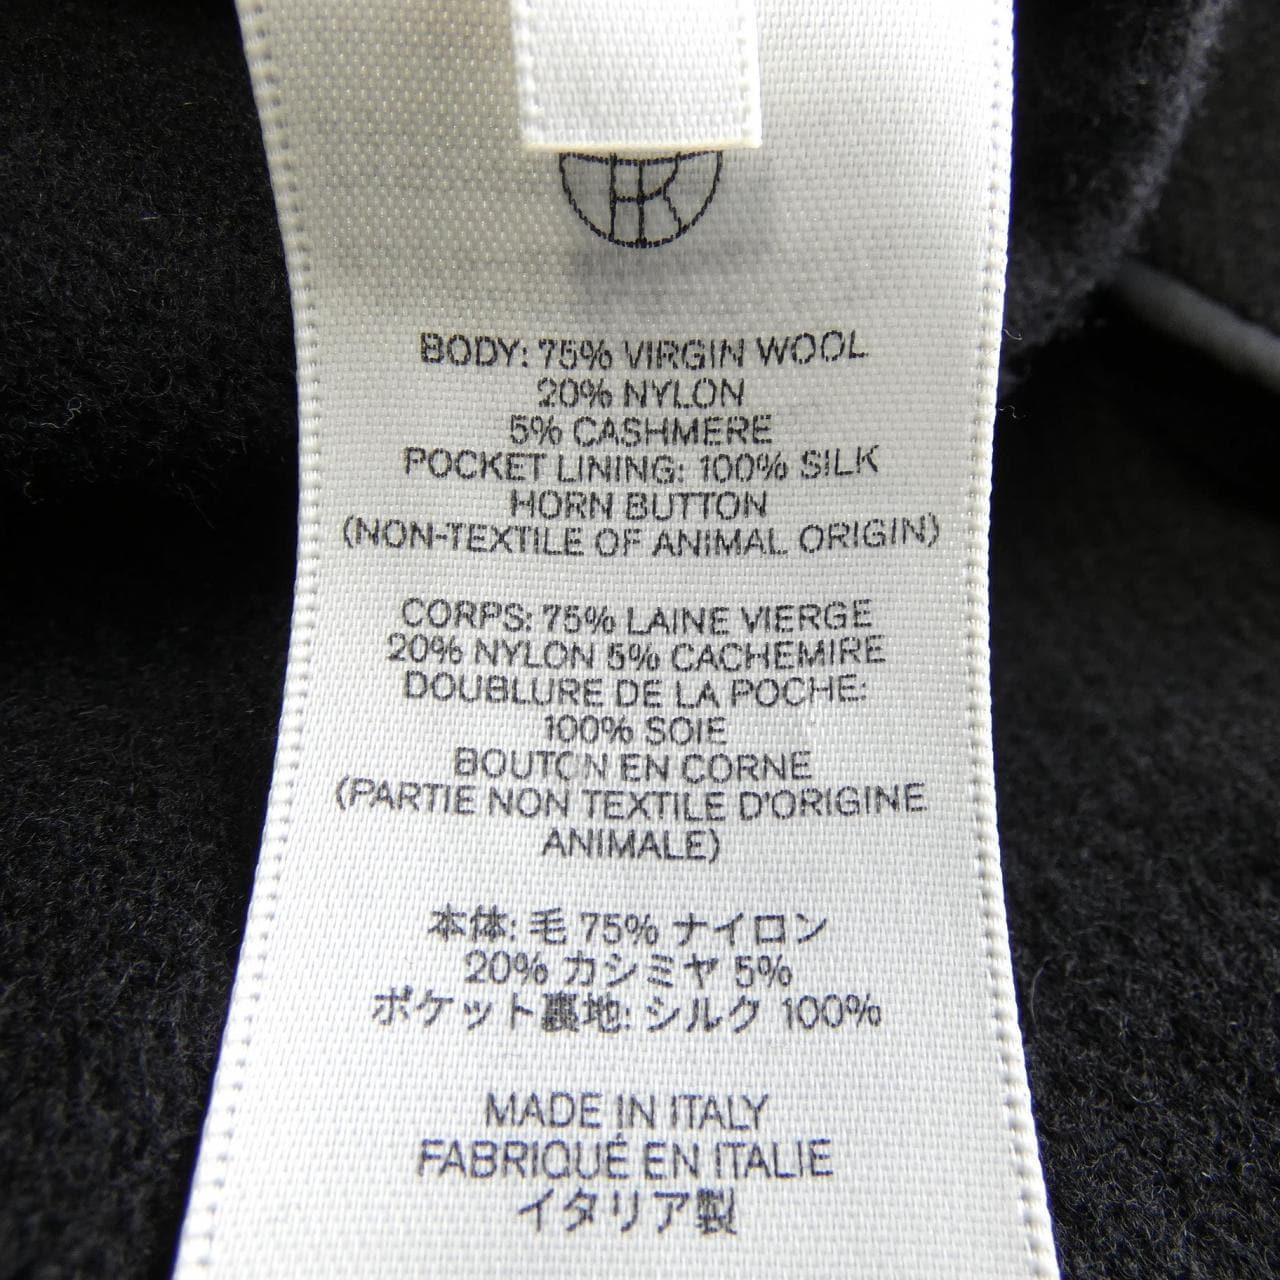 BODY: 75% VIRGIN WOOL
20% NYLON
5% CASHMERE
POCKET LINING: 100% SILK
HORN BUTTON
(NON-TEXTILE OF ANIMAL ORIGIN)
CORPS: 75% LAINE VIERGE
20% NYLON 5% CACHEMIRE
DOUBLURE DE LA POCHE:
100% SOIE
BOUTON EN CORNE
(PARTIE NON TEXTILE D'ORIGINE
ANIMALE)
本体: 毛 75% ナイロン
20% カシミヤ 5%
ポケット裏地: シルク 100%
MADE IN ITALY
FABRIQUÉ EN ITALIE
イタリア製